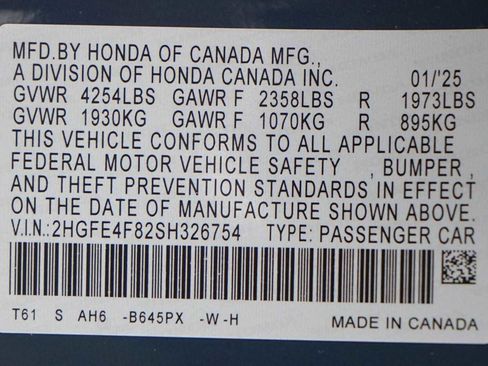 MFD.BY HONDA OF CANADA MFG.,
A DIVISION OF HONDA CANADA INC. 01/'25
GVWR 4254LBS GAWR F 2358LBS R 1973LBS
GVWR 1930KG GAWR F 1070KG R 895KG
THIS VEHICLE CONFORMS TO ALL APPLICABLE
FEDERAL MOTOR VEHICLE SAFETY , BUMPER ,
AND THEFT PREVENTION STANDARDS IN EFFECT
ON THE DATE OF MANUFACTURE SHOWN ABOVE.
V.I.N.:2HGFE4F82SH326754 TYPE: PASSENGER CAR
T61 S AH6 -B645PX -W-H
MADE IN CANADA